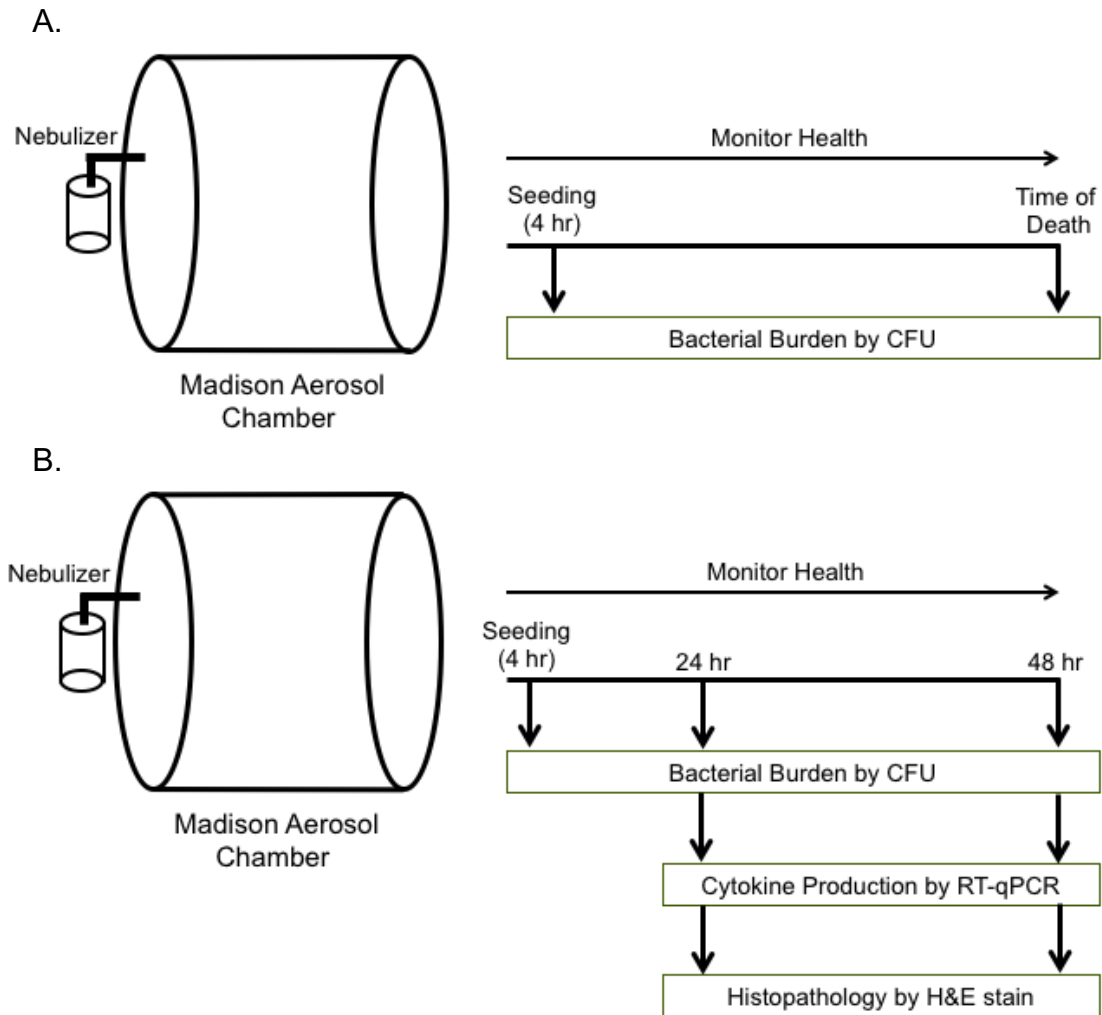 A.
Nebulizer
Madison Aerosol
Chamber
Monitor Health
Seeding
(4 hr)
Time of
Death
Bacterial Burden by CFU
B.
Nebulizer
Madison Aerosol
Chamber
Monitor Health
Seeding
(4 hr)
24 hr
48 hr
Bacterial Burden by CFU
Cytokine Production by RT-qPCR
Histopathology by H&E stain